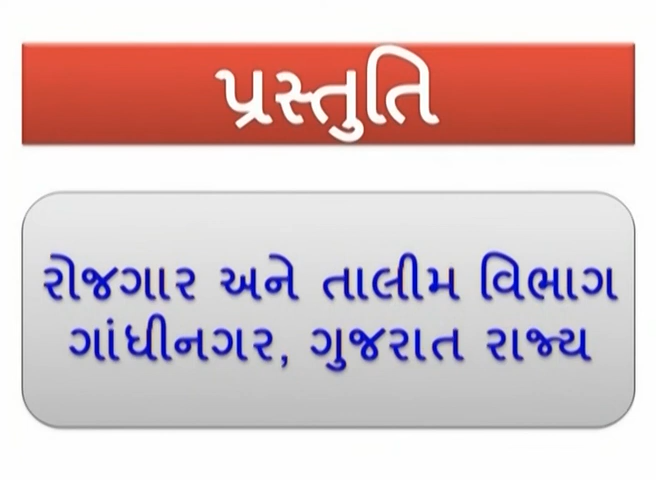 પ્રસ્તુતિ
રોજગાર અને તાલીમ વિભાગ
ગાંધીનગર, ગુજરાત રાજ્ય